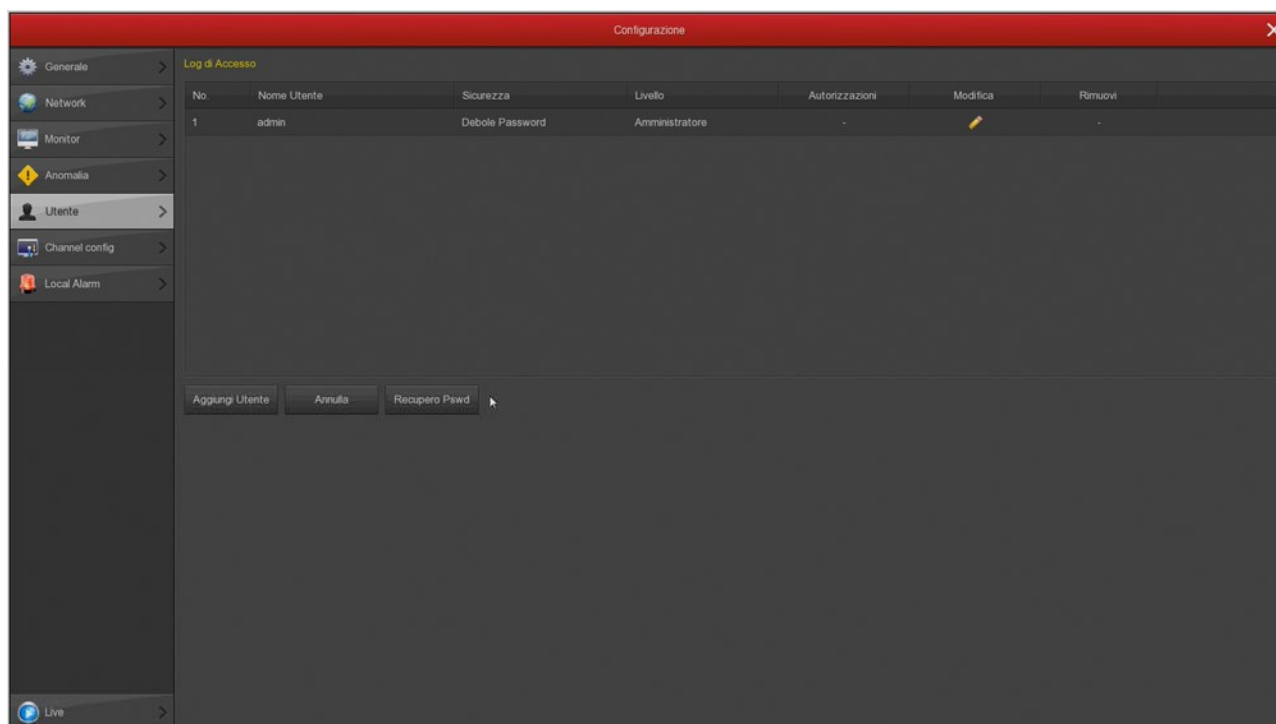 Configurazione
Generale
Network
Monitor
Anomalia
Utente
Channel config
Local Alarm
Live
Log di Accesso
No. Nome Utente Sicurezza Livello Autorizzazioni Modifica Rimuovi
1 admin Debole Password Amministratore - -
Aggiungi Utente Annulla Recupero Pswd